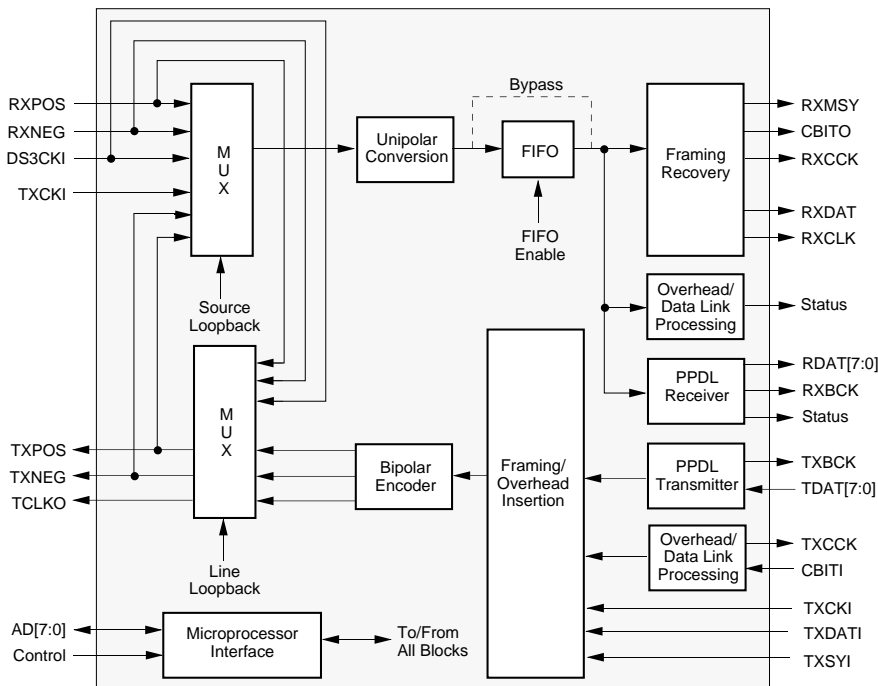 RXPOS
RXNEG
DS3CKI
TXCKI
MUX
Source
Loopback
Unipolar
Conversion
Bypass
FIFO
FIFO
Enable
Framing
Recovery
RXMSY
CBITO
RXCCK
RXDAT
RXCLK
Overhead/
Data Link
Processing
Status
PPDL
Receiver
RDAT[7:0]
RXBCK
Status
TXPOS
TXNEG
TCLKO
MUX
Line
Loopback
Bipolar
Encoder
Framing/
Overhead
Insertion
PPDL
Transmitter
TXBCK
TDAT[7:0]
Overhead/
Data Link
Processing
TXCCK
CBITI
TXCKI
TXDATI
TXSYI
AD[7:0]
Control
Microprocessor
Interface
To/From
All Blocks